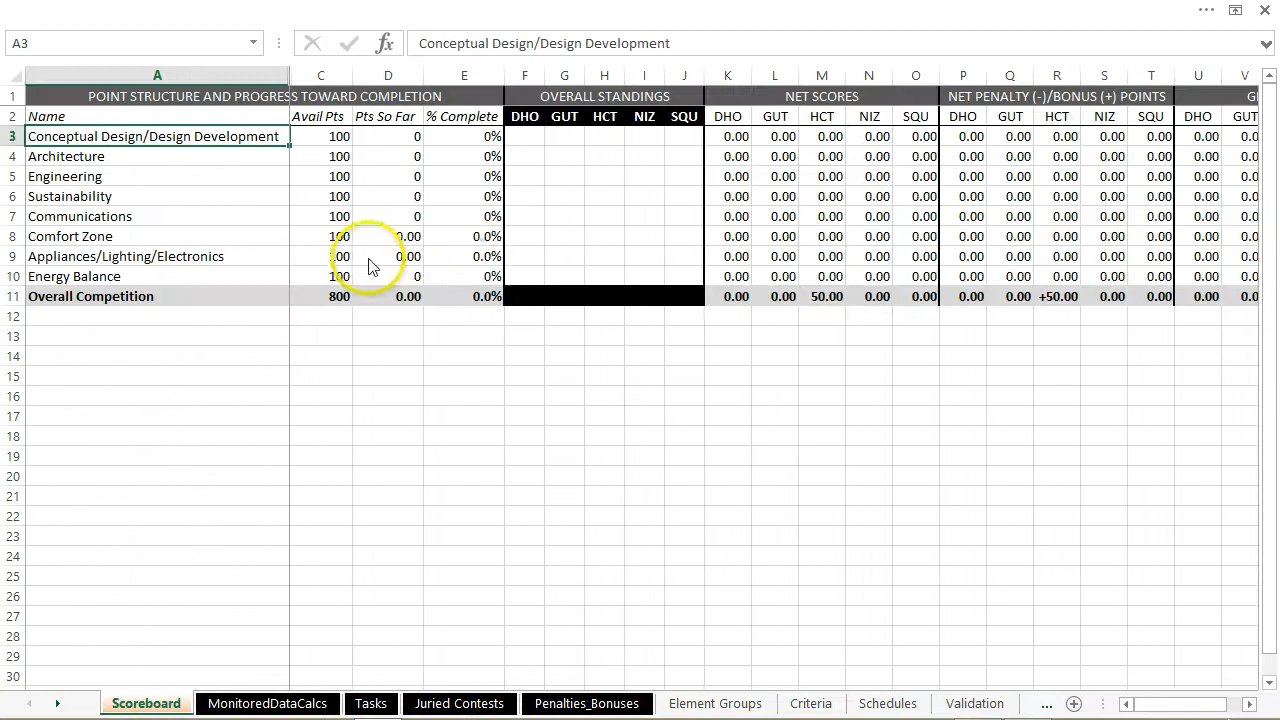 A3 fx Conceptual Design/Design Development
A C D E F G H I J K L M N O P Q R S T U V
1 POINT STRUCTURE AND PROGRESS TOWARD COMPLETION OVERALL STANDINGS NET SCORES NET PENALTY (-)/BONUS (+) POINTS
2 Name Avail Pts Pts So Far % Complete DHO GUT HCT NIZ SQU DHO GUT HCT NIZ SQU DHO GUT HCT NIZ SQU DHO
3 Conceptual Design/Design Development 100 0 0% 0.00 0.00 0.00 0.00 0.00 0.00 0.00 0.00 0.00 0.00 0.00
4 Architecture 100 0 0% 0.00 0.00 0.00 0.00 0.00 0.00 0.00 0.00 0.00 0.00 0.00
5 Engineering 100 0 0% 0.00 0.00 0.00 0.00 0.00 0.00 0.00 0.00 0.00 0.00 0.00
6 Sustainability 100 0 0% 0.00 0.00 0.00 0.00 0.00 0.00 0.00 0.00 0.00 0.00 0.00
7 Communications 100 0 0% 0.00 0.00 0.00 0.00 0.00 0.00 0.00 0.00 0.00 0.00 0.00
8 Comfort Zone 100 0.00 0.0% 0.00 0.00 0.00 0.00 0.00 0.00 0.00 0.00 0.00 0.00 0.00
9 Appliances/Lighting/Electronics 100 0.00 0.0% 0.00 0.00 0.00 0.00 0.00 0.00 0.00 0.00 0.00 0.00 0.00
10 Energy Balance 100 0 0% 0.00 0.00 0.00 0.00 0.00 0.00 0.00 0.00 0.00 0.00 0.00
11 Overall Competition 800 0.00 0.0% 0.00 0.00 50.00 0.00 0.00 0.00 0.00 +50.00 0.00 0.00 0.00
12
13
14
15
16
17
18
19
20
21
22
23
24
25
26
27
28
29
30
Scoreboard MonitoredDataCalcs Tasks Juried Contests Penalties_Bonuses Element Groups Criteria Schedules Validation ...